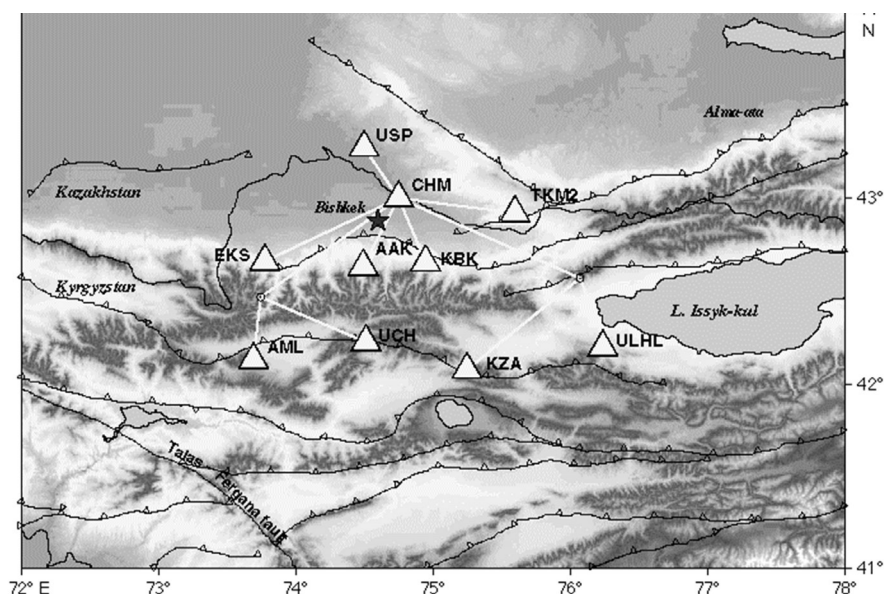 N
Alma-ata
USP
CHM
TKM2
43°
Kazakhstan
Bishkek
EKS
AAK
KBK
Kyrgyzstan
L. Issyk-kul
AML
UCH
KZA
ULHL
42°
Talas Fergana fault
41°
72° E
73°
74°
75°
76°
77°
78°